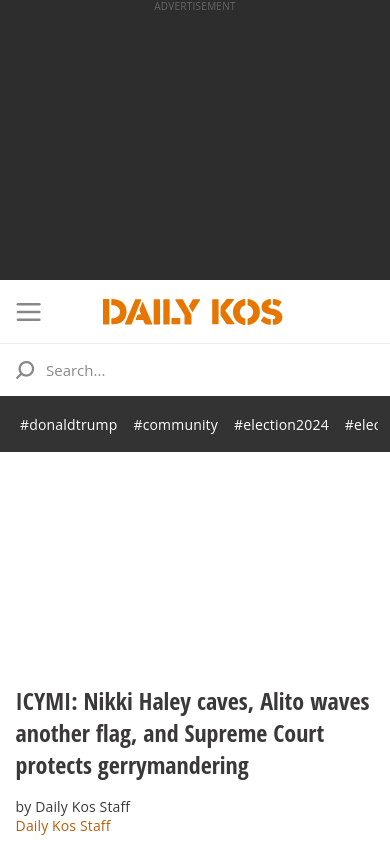 ADVERTISEMENT
DAILY KOS
Search...
#donaldtrump #community #election2024 #elec
ICYMI: Nikki Haley caves, Alito waves
another flag, and Supreme Court
protects gerrymandering
by Daily Kos Staff
Daily Kos Staff